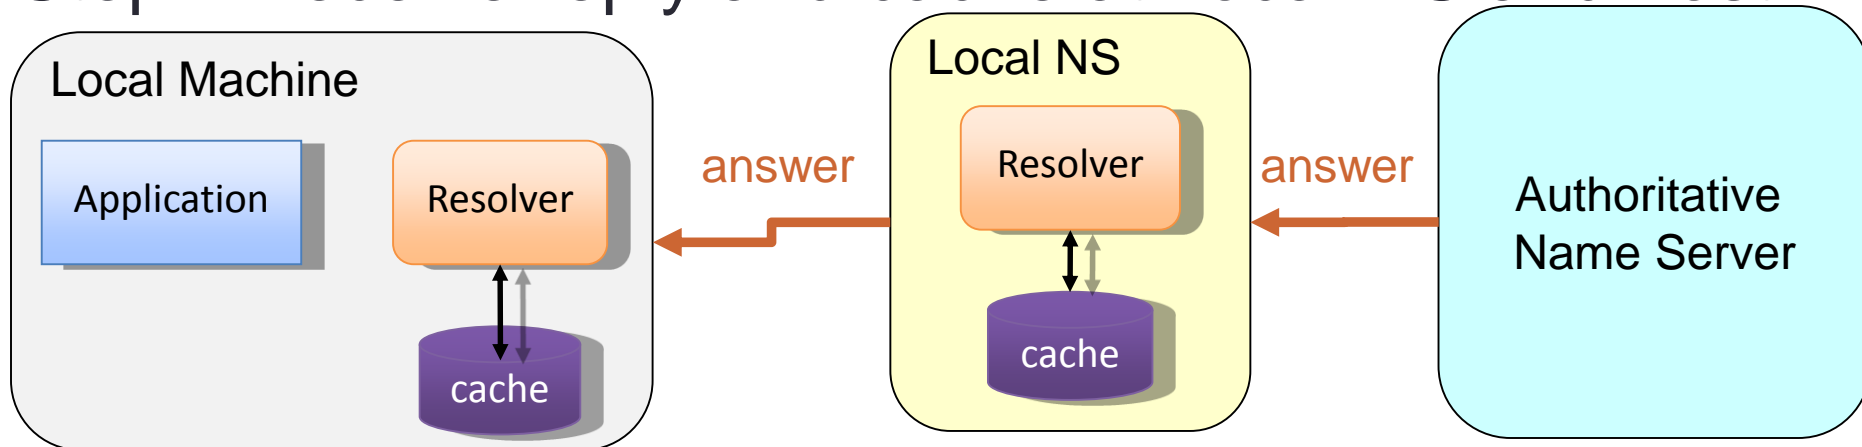 Local Machine
Application
Resolver
cache
answer
Local NS
Resolver
cache
answer
Authoritative
Name Server